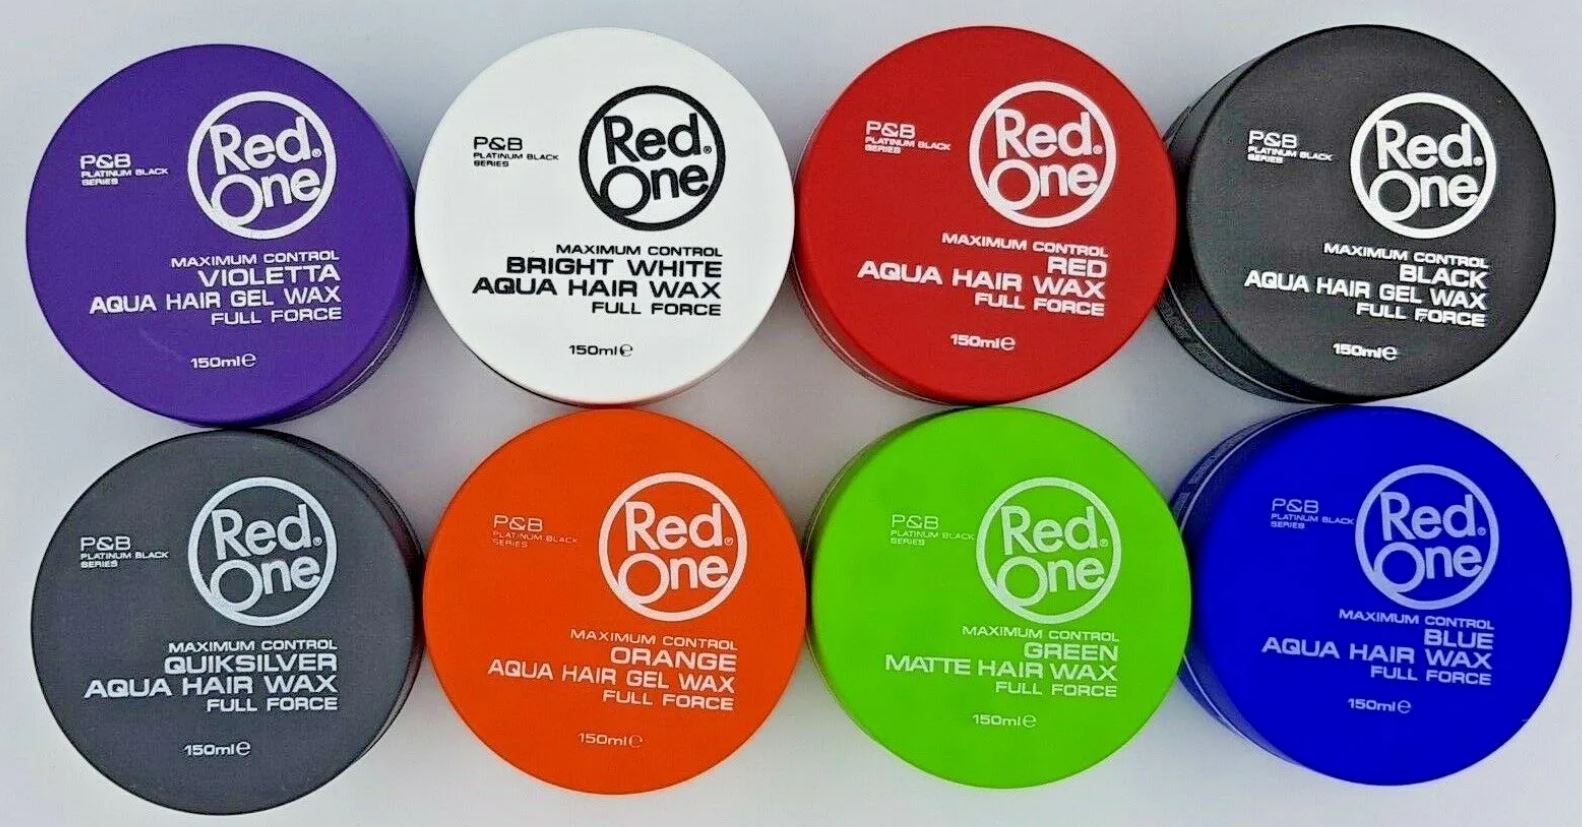 P&B
PLATINUM BLACK
SERIES
Red®
One
MAXIMUM CONTROL
VIOLETTA
AQUA HAIR GEL WAX
FULL FORCE
150ml℮
P&B
PLATINUM BLACK
SERIES
Red®
One
MAXIMUM CONTROL
BRIGHT WHITE
AQUA HAIR WAX
FULL FORCE
150ml℮
P&B
PLATINUM BLACK
SERIES
Red®
One
MAXIMUM CONTROL
RED
AQUA HAIR WAX
FULL FORCE
150ml℮
P&B
PLATINUM BLACK
SERIES
Red®
One
MAXIMUM CONTROL
BLACK
AQUA HAIR GEL WAX
FULL FORCE
150ml℮
P&B
PLATINUM BLACK
SERIES
Red®
One
MAXIMUM CONTROL
QUIKSILVER
AQUA HAIR WAX
FULL FORCE
150ml℮
P&B
PLATINUM BLACK
SERIES
Red®
One
MAXIMUM CONTROL
ORANGE
AQUA HAIR GEL WAX
FULL FORCE
150ml℮
P&B
PLATINUM BLACK
SERIES
Red®
One
MAXIMUM CONTROL
GREEN
MATTE HAIR WAX
FULL FORCE
150ml℮
P&B
PLATINUM BLACK
SERIES
Red®
One
MAXIMUM CONTROL
BLUE
AQUA HAIR WAX
FULL FORCE
150ml℮